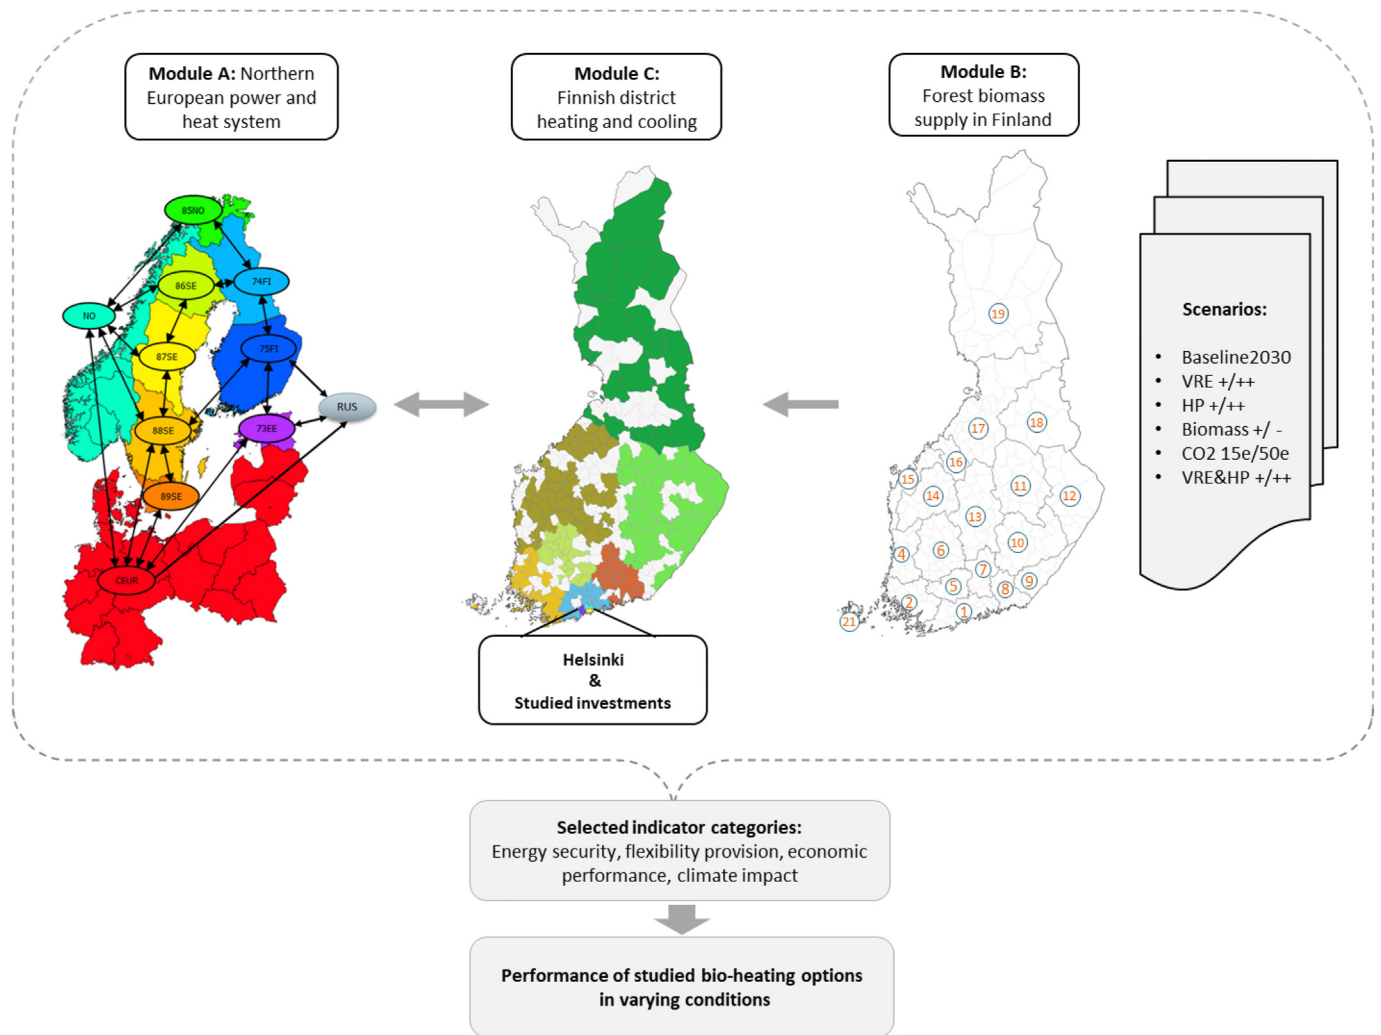 Module A: Northern
European power and
heat system
Module C:
Finnish district
heating and cooling
Module B:
Forest biomass
supply in Finland
85NO
86SE
74FI
NO
87SE
75FI
RUS
88SE
73EE
89SE
CEUR
Helsinki
&
Studied investments
19
17
18
16
15
14
11
12
13
4
6
10
7
5
8
9
2
1
21
Scenarios:
• Baseline2030
• VRE +/++
• HP +/++
• Biomass +/ -
• CO2 15e/50e
• VRE&HP +/++
Selected indicator categories:
Energy security, flexibility provision, economic
performance, climate impact
Performance of studied bio-heating options
in varying conditions